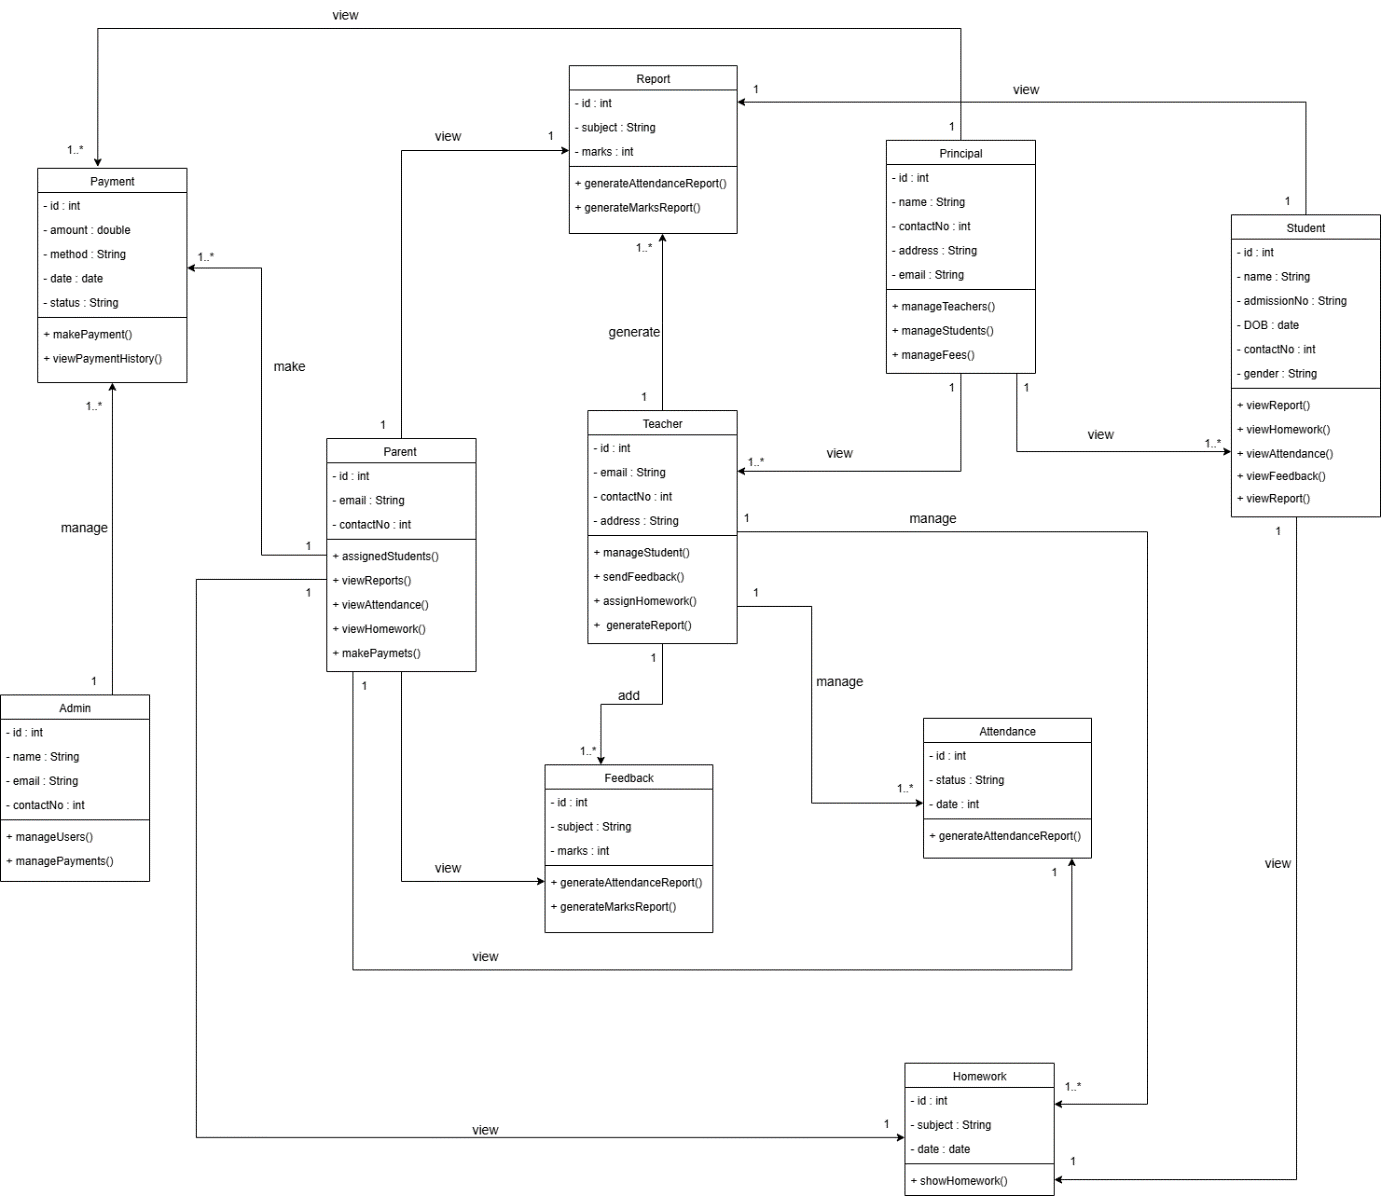 view
Report
- id : int
- subject : String
- marks : int
+ generateAttendanceReport()
+ generateMarksReport()
1
view
1
view
1
Principal
- id : int
- name : String
- contactNo : int
- address : String
- email : String
+ manageTeachers()
+ manageStudents()
+ manageFees()
1..*
Payment
- id : int
- amount : double
- method : String
- date : date
- status : String
+ makePayment()
+ viewPaymentHistory()
1
Student
- id : int
- name : String
- admissionNo : String
- DOB : date
- contactNo : int
- gender : String
+ viewReport()
+ viewHomework()
+ viewAttendance()
+ viewFeedback()
+ viewReport()
1..*
1..*
generate
make
1
1
1
1
1..*
view
1..*
view
1..*
1
Parent
- id : int
- email : String
- contactNo : int
+ assignedStudents()
+ viewReports()
+ viewAttendance()
+ viewHomework()
+ makePaymets()
Teacher
- id : int
- email : String
- contactNo : int
- address : String
+ manageStudent()
+ sendFeedback()
+ assignHomework()
+ generateReport()
manage
1
manage
1
1
1
1
1
1
1
add
manage
1
Admin
- id : int
- name : String
- email : String
- contactNo : int
+ manageUsers()
+ managePayments()
1..*
Feedback
- id : int
- subject : String
- marks : int
+ generateAttendanceReport()
+ generateMarksReport()
1..*
Attendance
- id : int
- status : String
- date : int
+ generateAttendanceReport()
view
1
view
view
Homework
- id : int
- subject : String
- date : date
+ showHomework()
1..*
1
view
1